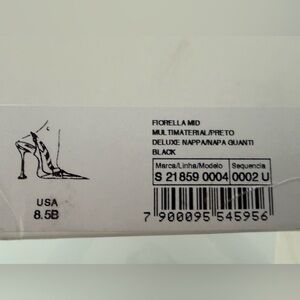 FIORELLA MID
MULTIMATERIAL/PRETO
DELUXE NAPPA/NAPA GUANTI
BLACK
Marca/Linha/Modelo Sequencia
S 21859 0004 0002 U
USA
8.5B
7 900095 545956